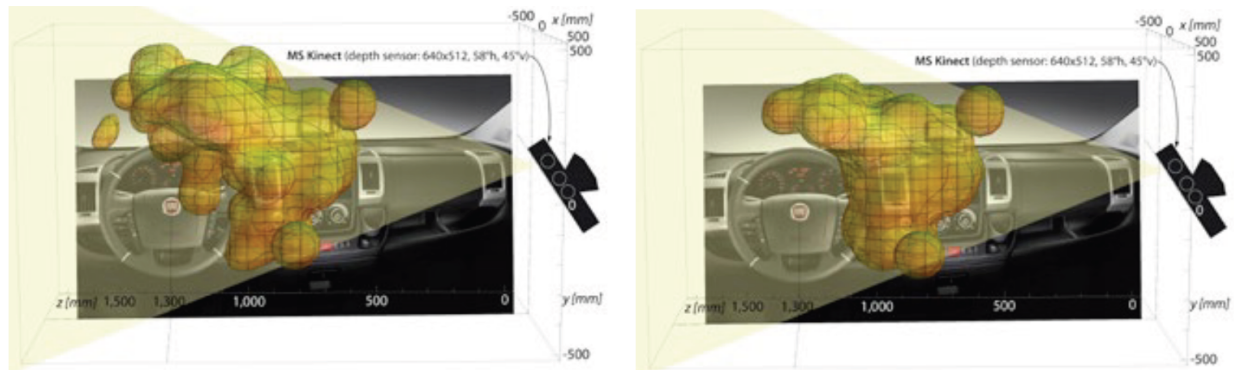 -500 0 x [mm]
500
500
MS Kinect (depth sensor: 640x512, 58°h, 45°v)
0
z [mm] 1,500 1,300 1,000 500 0
y [mm]
-500
-500 0 x [mm]
500
500
MS Kinect (depth sensor: 640x512, 58°h, 45°v)
0
z [mm] 1,500 1,300 1,000 500 0
y [mm]
-500